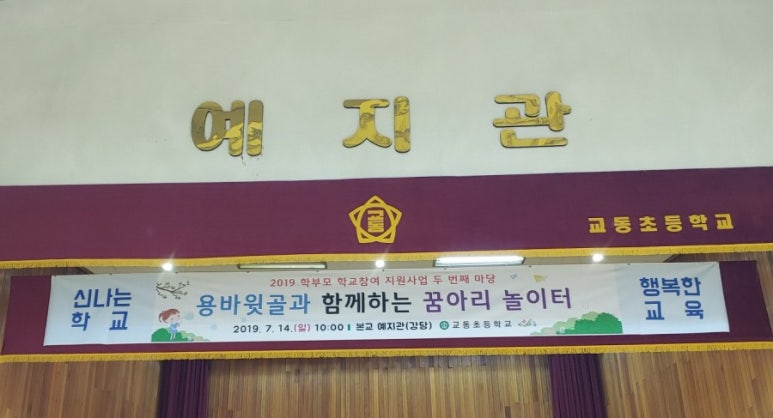 예지관
교동
교동초등학교
2019 학부모 학교참여 지원사업 두 번째 마당
신나는
학교
용바윗골과 함께하는 꿈아리 놀이터
행복한
교육
2019. 7. 14.(일) 10:00 ‖ 본교 예지관(강당) 교동초등학교